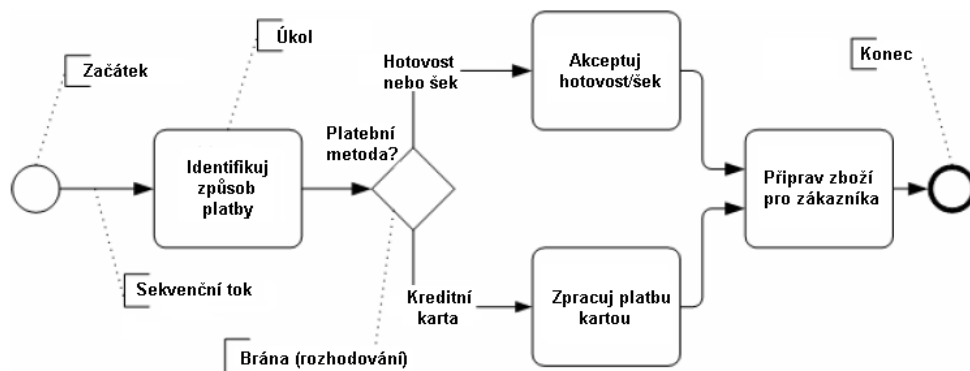 Začátek
Úkol
Konec
Hotovost
nebo šek
Akceptuj
hotovost/šek
Platební
metoda?
Identifikuj
způsob
platby
Připrav zboží
pro zákazníka
Sekvenční tok
Kreditní
karta
Zpracuj platbu
kartou
Brána (rozhodování)